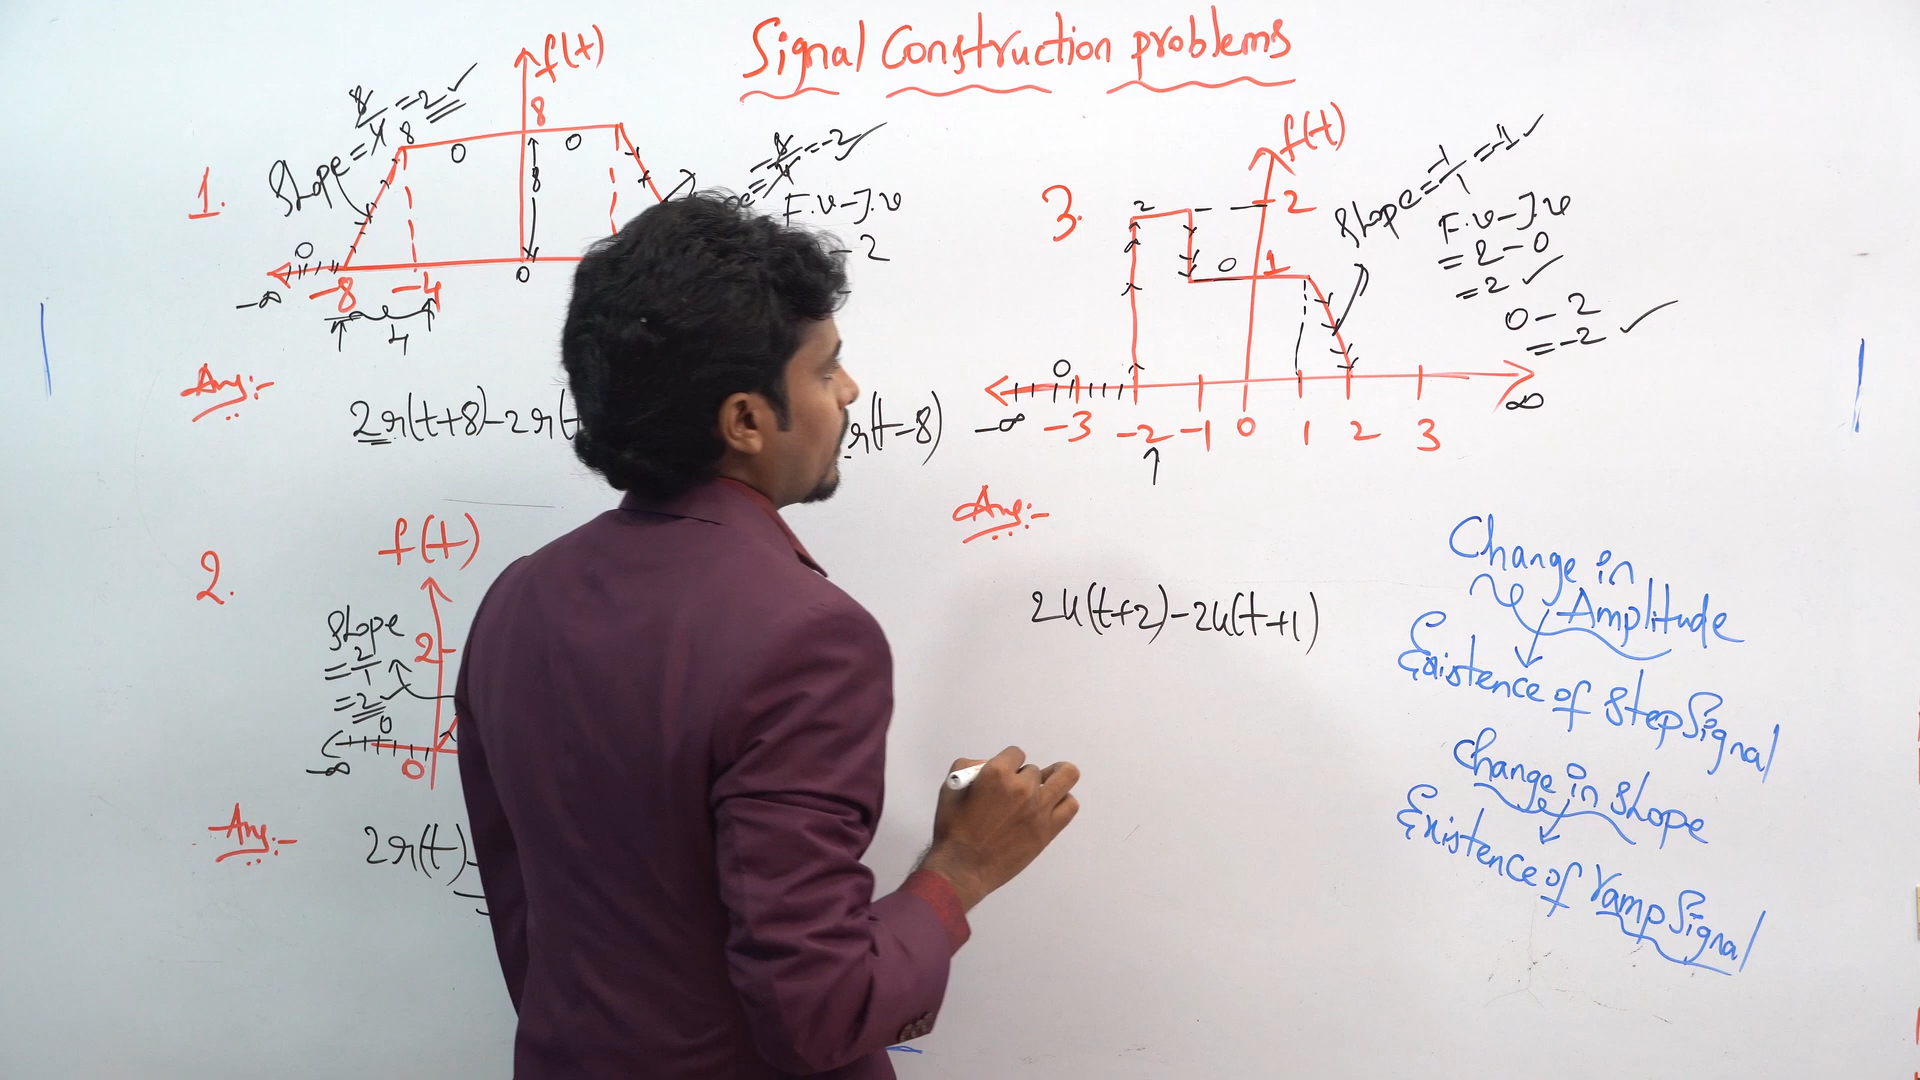 Signal Construction problems
1.
f(t)
8
8
8/4 = 2
Slope =
0
0
8
0
-∞
-8
-4
0
4
= -8/4 = -2
F.V-I.V
-2
Ans:-
2r(t+8)-2r(t
r(t-8)
2.
f(t)
Slope
= 2/1
= 2
2
0
-∞
0
Ans:-
2r(t)-
3.
f(t)
2
2
0
1
0
-∞
-3 -2 -1 0 1 2 3
∞
Slope = -1/1 = -1
F.V-I.V
= 2-0
= 2
0-2
= -2
Ans:-
2u(t+2)-2u(t+1)
Change in
Amplitude
Existence of Step Signal
Change in Slope
Existence of ramp Signal